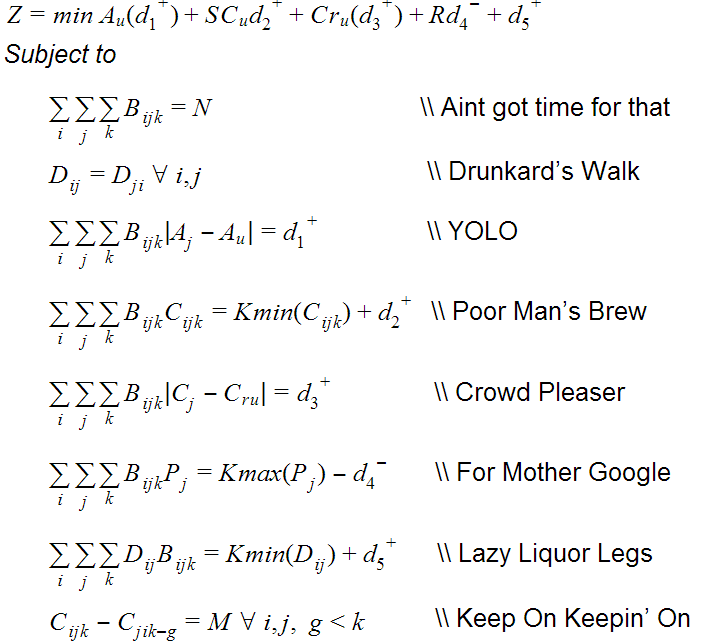 Z = min A_u(d_1^+) + SC_u d_2^+ + Cr_u(d_3^+) + Rd_4^- + d_5^+
Subject to
∑_i ∑_j ∑_k B_ijk = N \\ Aint got time for that
D_ij = D_ji ∀ i,j \\ Drunkard’s Walk
∑_i ∑_j ∑_k B_ijk|A_j − A_u| = d_1^+ \\ YOLO
∑_i ∑_j ∑_k B_ijk C_ijk = Kmin(C_ijk) + d_2^+ \\ Poor Man’s Brew
∑_i ∑_j ∑_k B_ijk|C_j − C_ru| = d_3^+ \\ Crowd Pleaser
∑_i ∑_j ∑_k B_ijk P_j = Kmax(P_j) − d_4^- \\ For Mother Google
∑_i ∑_j ∑_k D_ij B_ijk = Kmin(D_ij) + d_5^+ \\ Lazy Liquor Legs
C_ijk − C_jik−g = M ∀ i,j, g < k \\ Keep On Keepin’ On